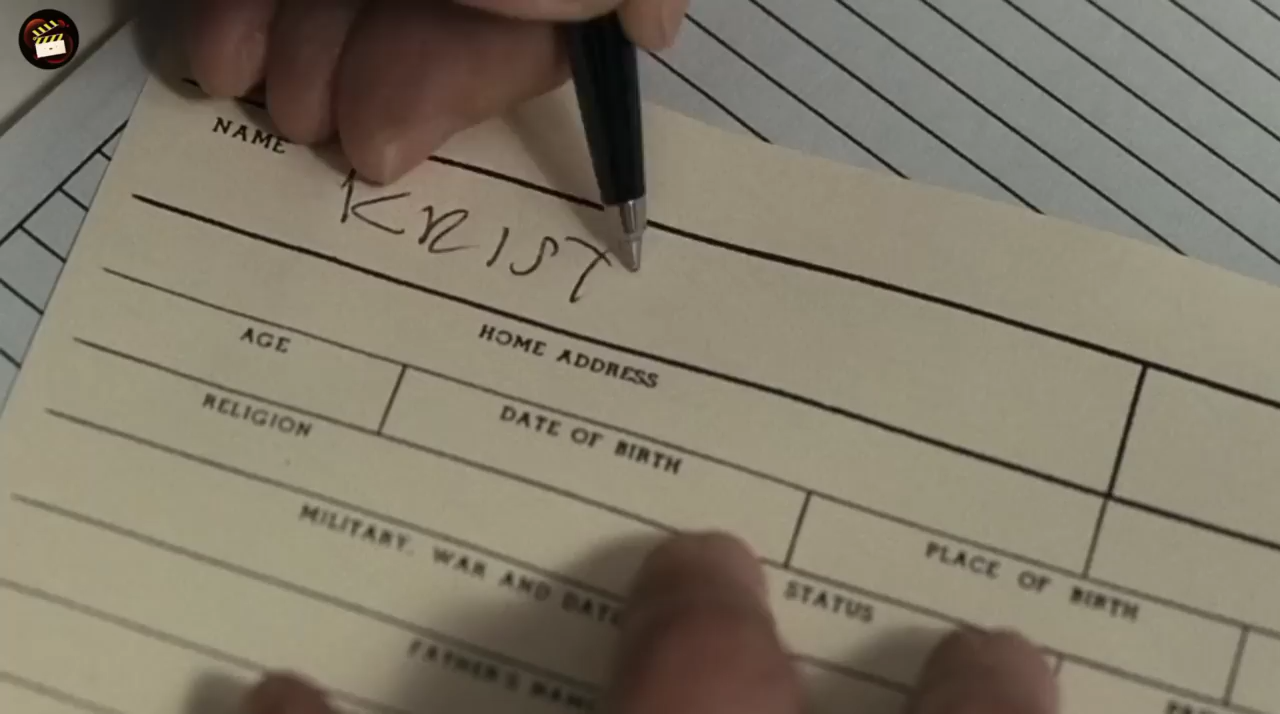 NAME
KRIST
HOME ADDRESS
AGE
DATE OF BIRTH
PLACE OF BIRTH
RELIGION
STATUS
MILITARY, WAR AND DATE
FATHER'S NAME